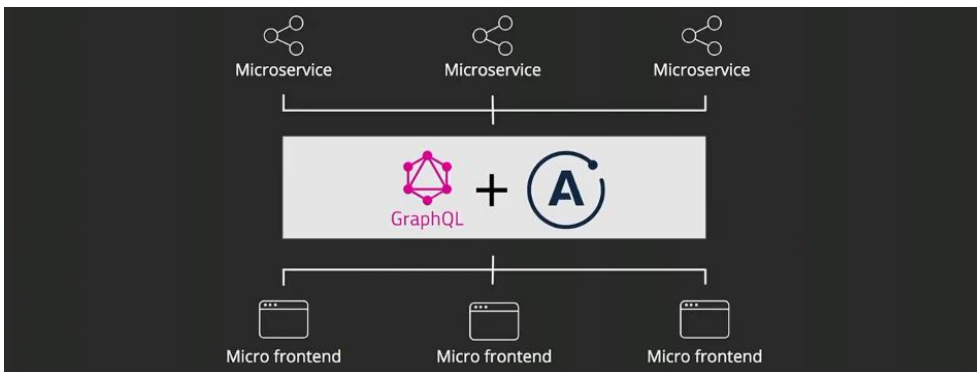 Microservice
Microservice
Microservice
GraphQL
+
A
Micro frontend
Micro frontend
Micro frontend